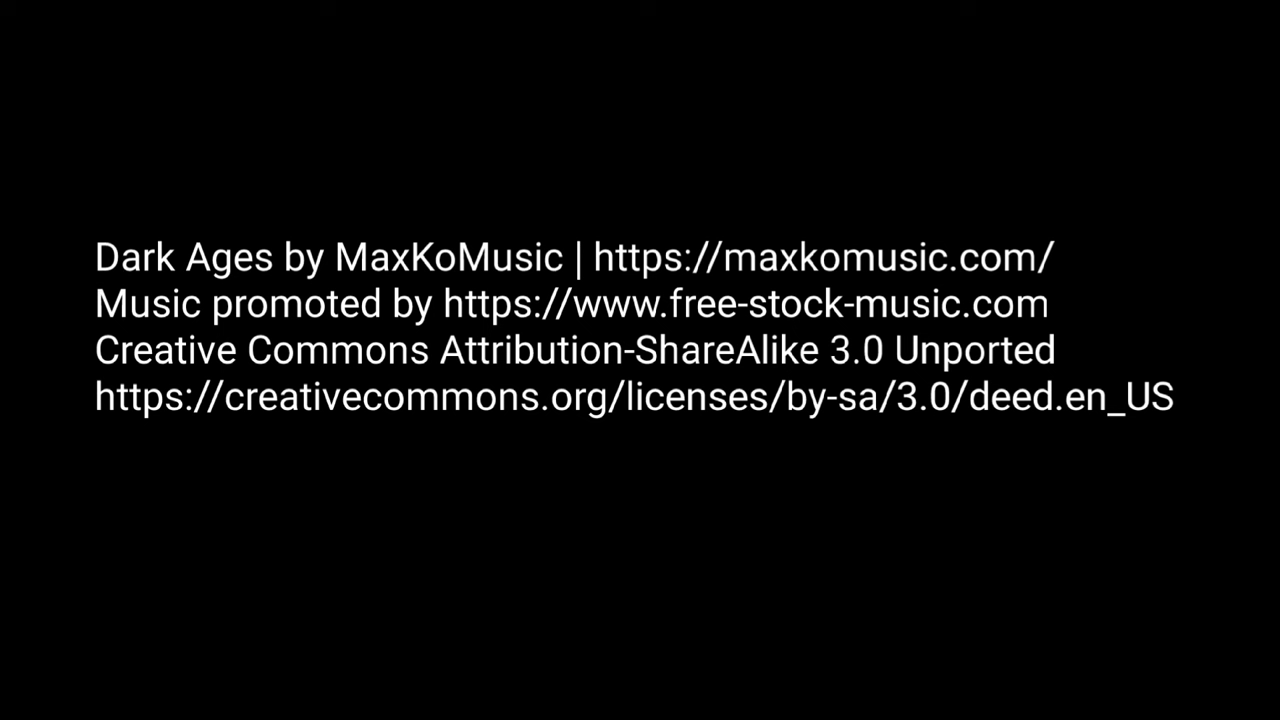 Dark Ages by MaxKoMusic | https://maxkomusic.com/
Music promoted by https://www.free-stock-music.com
Creative Commons Attribution-ShareAlike 3.0 Unported
https://creativecommons.org/licenses/by-sa/3.0/deed.en_US